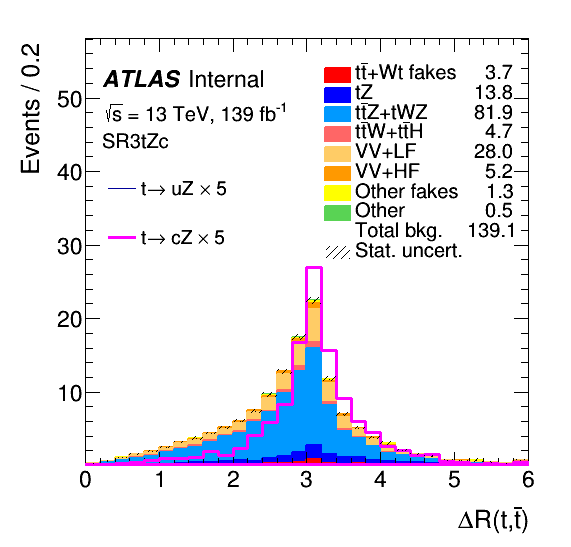 Events / 0.2
ATLAS Internal
√s = 13 TeV, 139 fb⁻¹
SR3tZc
t→ uZ × 5
t→ cZ × 5
tt̄+Wt fakes 3.7
tZ 13.8
tt̄Z+tWZ 81.9
tt̄W+tt̄H 4.7
VV+LF 28.0
VV+HF 5.2
Other fakes 1.3
Other 0.5
Total bkg. 139.1
Stat. uncert.
50
40
30
20
10
0 1 2 3 4 5 6
ΔR(t,t̄)